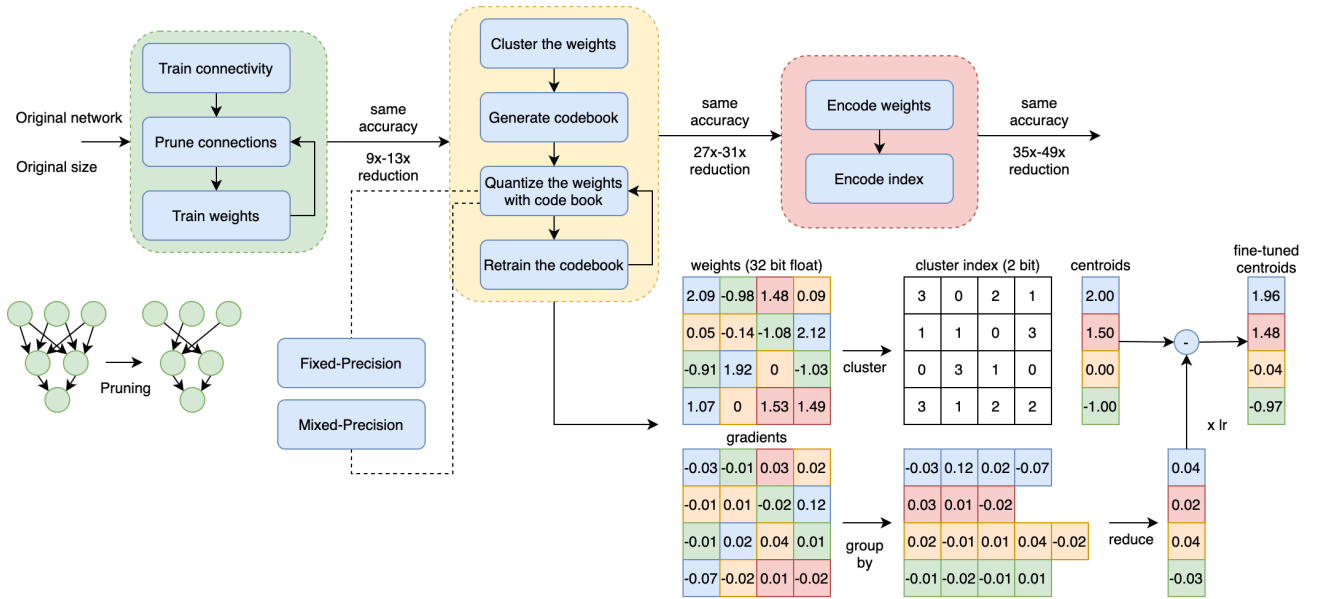 Original network
Original size
Train connectivity
Prune connections
Train weights
same
accuracy
9x-13x
reduction
Cluster the weights
Generate codebook
Quantize the weights
with code book
Retrain the codebook
same
accuracy
27x-31x
reduction
Encode weights
Encode index
same
accuracy
35x-49x
reduction
Pruning
Fixed-Precision
Mixed-Precision
weights (32 bit float)
2.09 -0.98 1.48 0.09
0.05 -0.14 -1.08 2.12
-0.91 1.92 0 -1.03
1.07 0 1.53 1.49
cluster
cluster index (2 bit)
3 0 2 1
1 1 0 3
0 3 1 0
3 1 2 2
centroids
2.00
1.50
0.00
-1.00
-
fine-tuned
centroids
1.96
1.48
-0.04
-0.97
x lr
gradients
-0.03 -0.01 0.03 0.02
-0.01 0.01 -0.02 0.12
-0.01 0.02 0.04 0.01
-0.07 -0.02 0.01 -0.02
group
by
-0.03 0.12 0.02 -0.07
0.03 0.01 -0.02
0.02 -0.01 0.01 0.04 -0.02
-0.01 -0.02 -0.01 0.01
reduce
0.04
0.02
0.04
-0.03